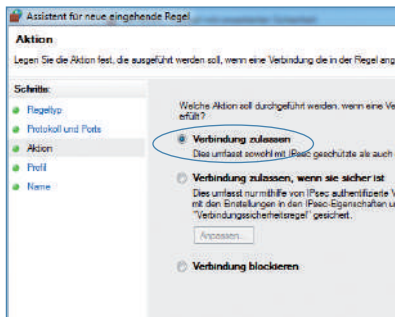 Assistent für neue eingehende Regel
Aktion
Legen Sie die Aktion fest, die ausgeführt werden soll, wenn eine Verbindung die in der Regel ang
Schritte:
Regeltyp
Protokoll und Ports
Aktion
Profil
Name
Welche Aktion soll durchgeführt werden, wenn eine Ve
erfüllt?
Verbindung zulassen
Dies umfasst sowohl mit IPsec geschützte als auch
Verbindung zulassen, wenn sie sicher ist
Dies umfasst nur mithilfe von IPsec authentifizierte V
mit den Einstellungen in den IPsec-Eigenschaften u
"Verbindungssicherheitsregel" gesichert.
Anpassen...
Verbindung blockieren